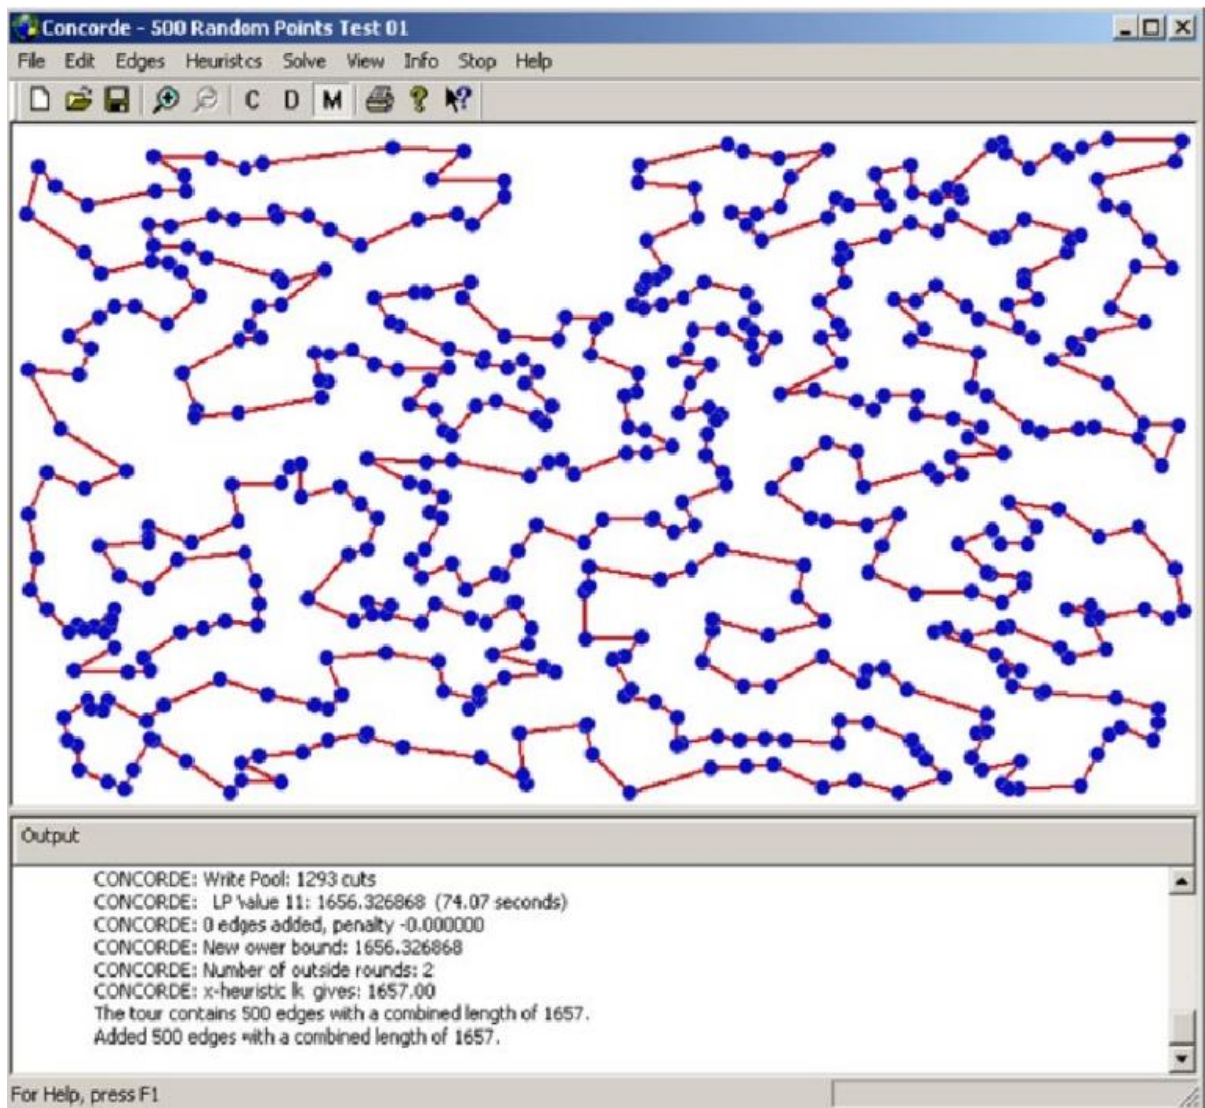 Concorde - 500 Random Points Test 01
File Edit Edges Heuristcs Solve View Info Stop Help
C D M
Output
CONCORDE: Write Pool: 1293 cuts
CONCORDE: LP Value 11: 1656.326868 (74.07 seconds)
CONCORDE: 0 edges added, penalty -0.000000
CONCORDE: New ower bound: 1656.326868
CONCORDE: Number of outside rounds: 2
CONCORDE: x-heuristic lk gives: 1657.00
The tour contains 500 edges with a combined length of 1657.
Added 500 edges with a combined length of 1657.
For Help, press F1